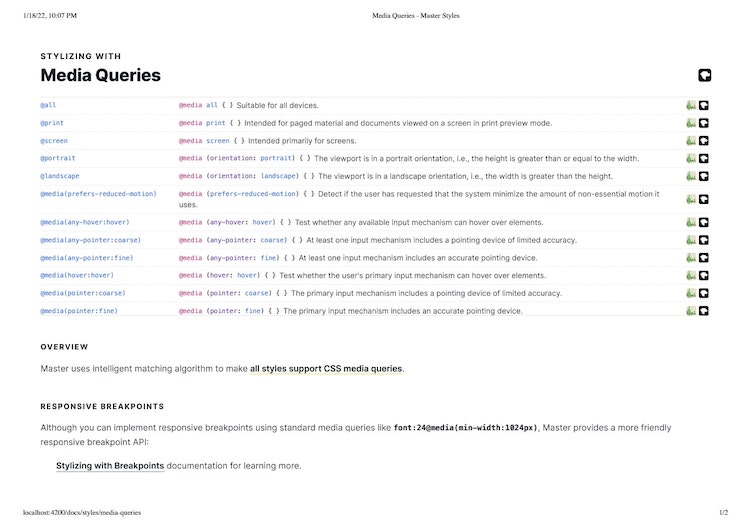 1/18/22, 10:07 PM Media Queries - Master Styles
STYLIZING WITH
Media Queries
@all @media all { } Suitable for all devices.
@print @media print { } Intended for paged material and documents viewed on a screen in print preview mode.
@screen @media screen { } Intended primarily for screens.
@portrait @media (orientation: portrait) { } The viewport is in a portrait orientation, i.e., the height is greater than or equal to the width.
@landscape @media (orientation: landscape) { } The viewport is in a landscape orientation, i.e., the width is greater than the height.
@media(prefers-reduced-motion) @media (prefers-reduced-motion) { } Detect if the user has requested that the system minimize the amount of non-essential motion it
uses.
@media(any-hover:hover) @media (any-hover: hover) { } Test whether any available input mechanism can hover over elements.
@media(any-pointer:coarse) @media (any-pointer: coarse) { } At least one input mechanism includes a pointing device of limited accuracy.
@media(any-pointer:fine) @media (any-pointer: fine) { } At least one input mechanism includes an accurate pointing device.
@media(hover:hover) @media (hover: hover) { } Test whether the user's primary input mechanism can hover over elements.
@media(pointer:coarse) @media (pointer: coarse) { } The primary input mechanism includes a pointing device of limited accuracy.
@media(pointer:fine) @media (pointer: fine) { } The primary input mechanism includes an accurate pointing device.
OVERVIEW
Master uses intelligent matching algorithm to make all styles support CSS media queries.
RESPONSIVE BREAKPOINTS
Although you can implement responsive breakpoints using standard media queries like font:24@media(min-width:1024px), Master provides a more friendly
responsive breakpoint API:
Stylizing with Breakpoints documentation for learning more.
localhost:4200/docs/styles/media-queries 1/2